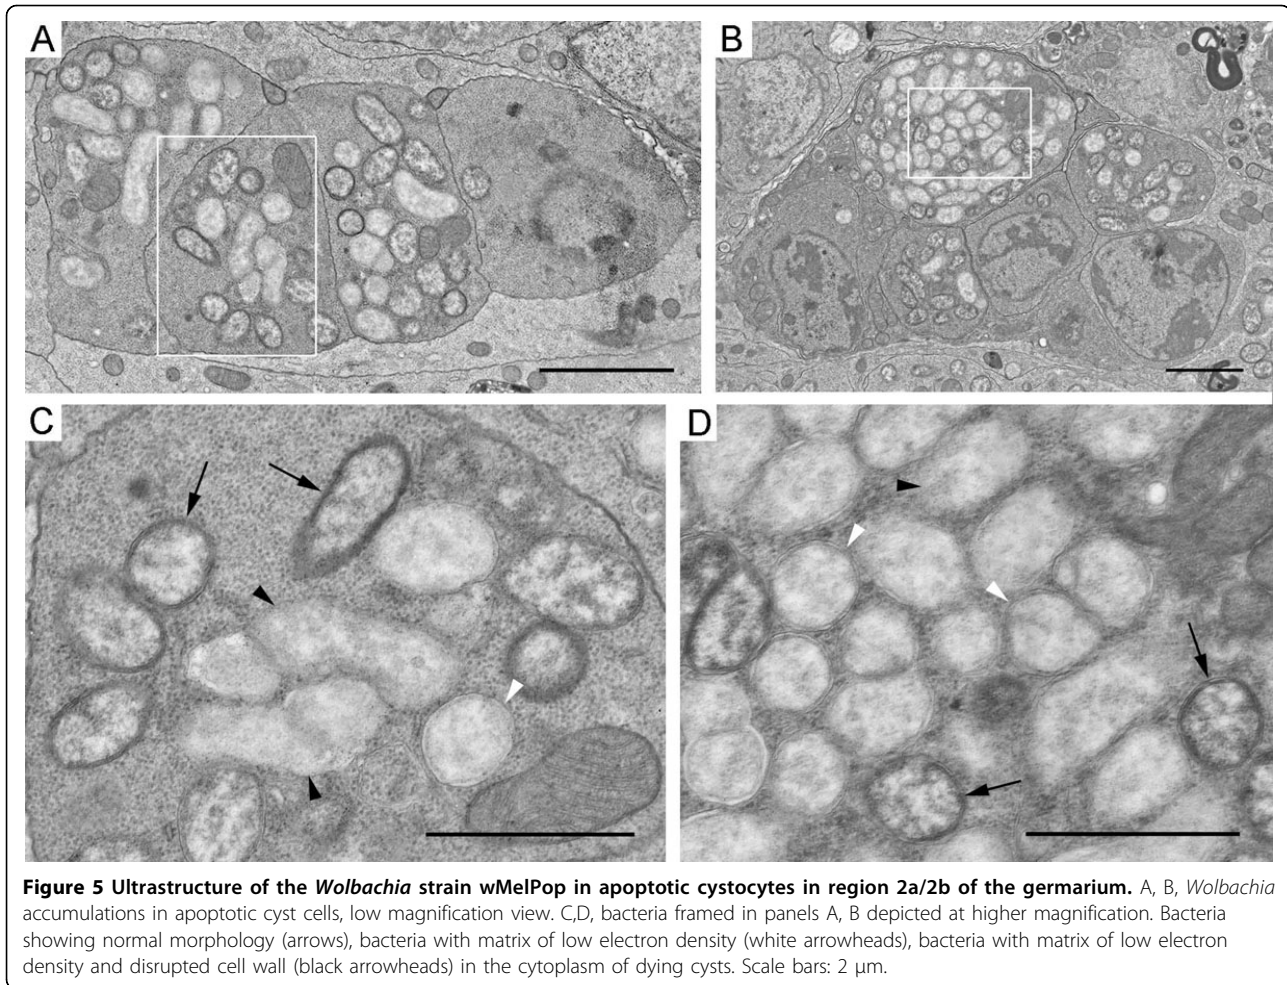 A
B
C
D
Figure 5 Ultrastructure of the Wolbachia strain wMelPop in apoptotic cystocytes in region 2a/2b of the germarium. A, B, Wolbachia
accumulations in apoptotic cyst cells, low magnification view. C,D, bacteria framed in panels A, B depicted at higher magnification. Bacteria
showing normal morphology (arrows), bacteria with matrix of low electron density (white arrowheads), bacteria with matrix of low electron
density and disrupted cell wall (black arrowheads) in the cytoplasm of dying cysts. Scale bars: 2 μm.